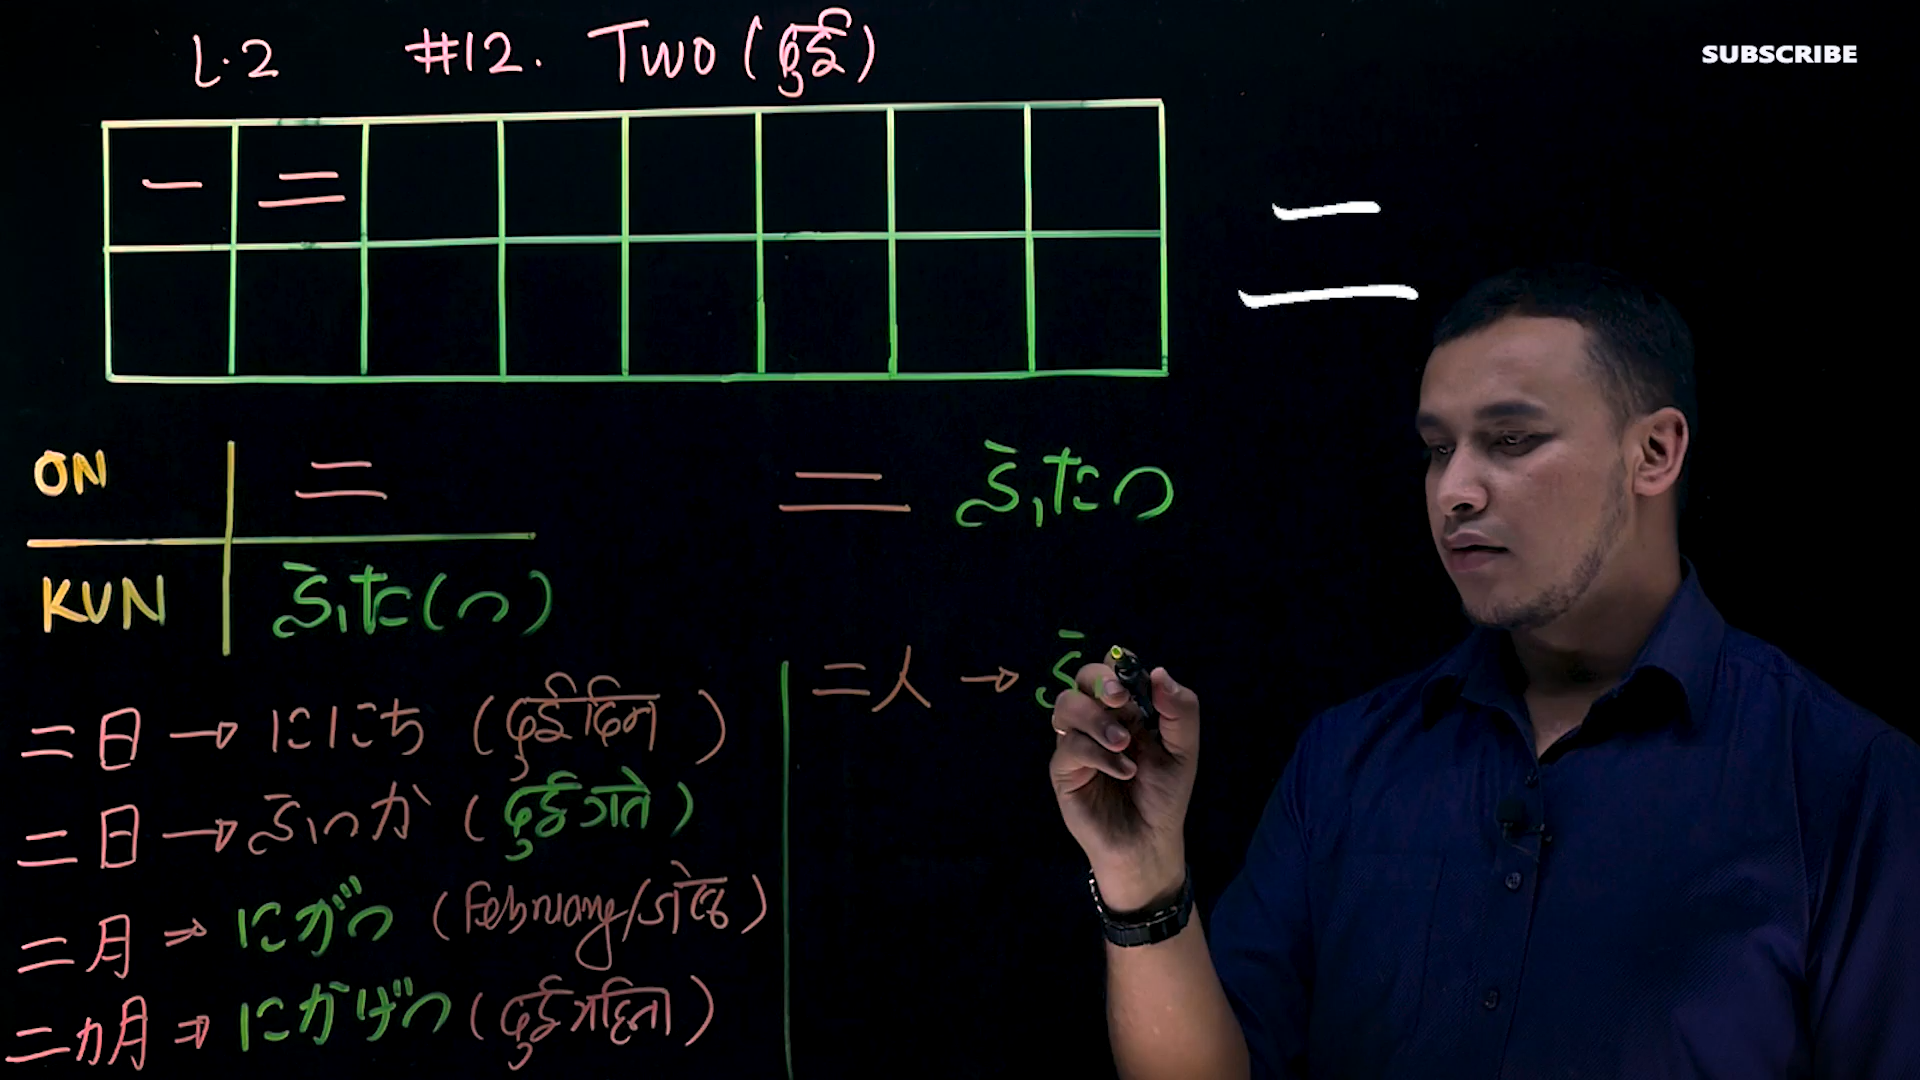 L.2 #12. Two (दुई)
SUBSCRIBE
一 二
二
ON 二
二 ふたつ
KUN ふた(つ)
二人 → ふ
二日 → ににち (दुई दिन)
二日 → ふつか (दुई गते)
二月 ⇒ にがつ (February/
二カ月 ⇒ にかげつ (दुई महिना)